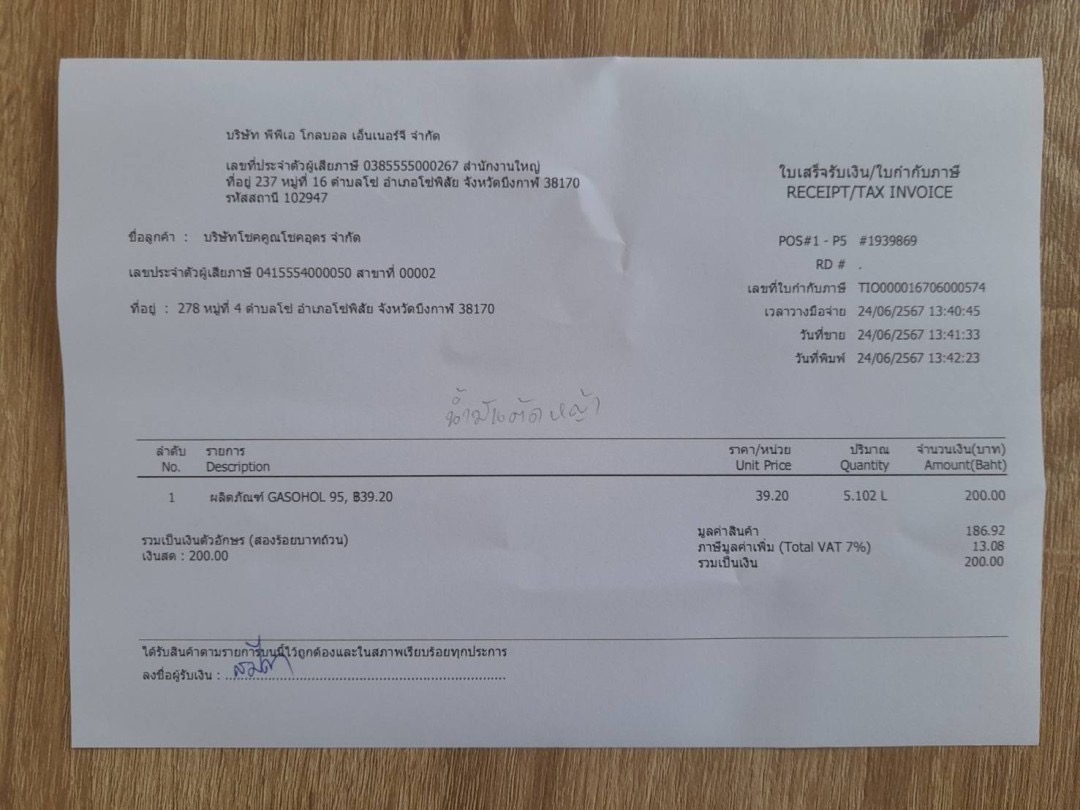 บริษัท พีพีเอ โกลบอล เอ็นเนอร์จี จำกัด
เลขที่ประจำตัวผู้เสียภาษี 0385555000267 สำนักงานใหญ่
ที่อยู่ 237 หมู่ที่ 16 ตำบลโซ่ อำเภอโซ่พิสัย จังหวัดบึงกาฬ 38170
รหัสสถานี 102947
ใบเสร็จรับเงิน/ใบกำกับภาษี
RECEIPT/TAX INVOICE
ชื่อลูกค้า : บริษัทโชคคูณโชคอุดร จำกัด
เลขประจำตัวผู้เสียภาษี 0415554000050 สาขาที่ 00002
ที่อยู่ : 278 หมู่ที่ 4 ตำบลโซ่ อำเภอโซ่พิสัย จังหวัดบึงกาฬ 38170
POS#1 - P5 #1939869
RD # .
เลขที่ใบกำกับภาษี TIO000016706000574
เวลาวางมือจ่าย 24/06/2567 13:40:45
วันที่ขาย 24/06/2567 13:41:33
วันที่พิมพ์ 24/06/2567 13:42:23
น้ำมันตัดหญ้า
ลำดับ รายการ ราคา/หน่วย ปริมาณ จำนวนเงิน(บาท)
No. Description Unit Price Quantity Amount(Baht)
1 ผลิตภัณฑ์ GASOHOL 95, ฿39.20 39.20 5.102 L 200.00
รวมเป็นเงินตัวอักษร (สองร้อยบาทถ้วน)
เงินสด : 200.00
มูลค่าสินค้า 186.92
ภาษีมูลค่าเพิ่ม (Total VAT 7%) 13.08
รวมเป็นเงิน 200.00
ได้รับสินค้าตามรายการบนนี้ไว้ถูกต้องและในสภาพเรียบร้อยทุกประการ
ลงชื่อผู้รับเงิน :